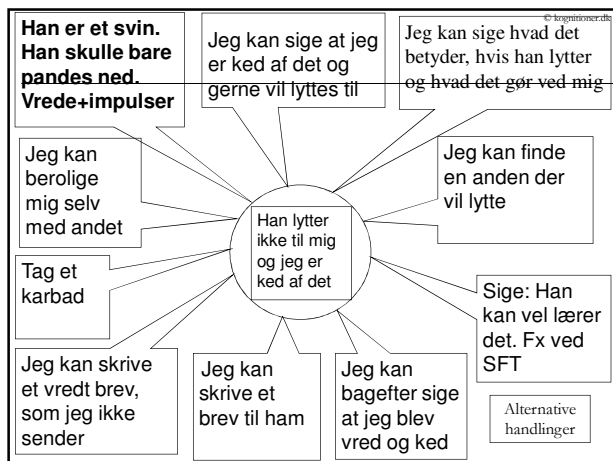 © kognitioner.dk
Han er et svin.
Han skulle bare
pandes ned.
Vrede+impulser
Jeg kan sige at jeg
er ked af det og
gerne vil lyttes til
Jeg kan sige hvad det
betyder, hvis han lytter
og hvad det gør ved mig
Jeg kan
berolige
mig selv
med andet
Han lytter
ikke til mig
og jeg er
ked af det
Jeg kan finde
en anden der
vil lytte
Tag et
karbad
Sige: Han
kan vel lærer
det. Fx ved
SFT
Jeg kan skrive
et vredt brev,
som jeg ikke
sender
Jeg kan
skrive et
brev til ham
Jeg kan
bagefter sige
at jeg blev
vred og ked
Alternative
handlinger